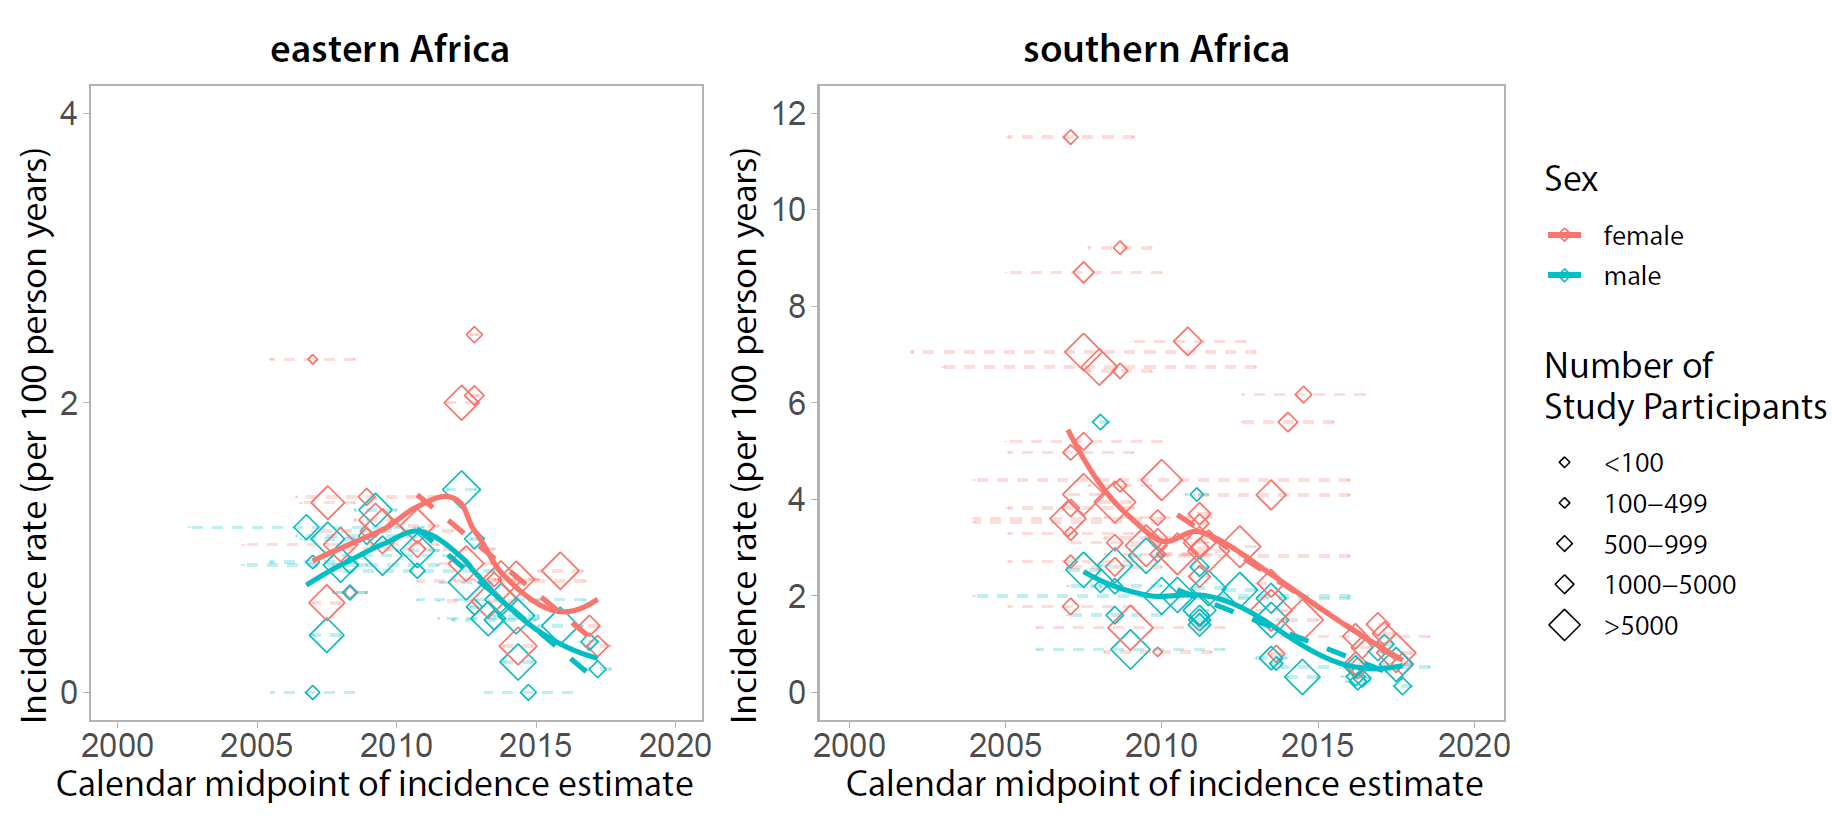 eastern Africa
southern Africa
Incidence rate (per 100 person years)
4
2
0
2000 2005 2010 2015 2020
Calendar midpoint of incidence estimate
Incidence rate (per 100 person years)
12
10
8
6
4
2
0
2000 2005 2010 2015 2020
Calendar midpoint of incidence estimate
Sex
female
male
Number of
Study Participants
<100
100–499
500–999
1000–5000
>5000